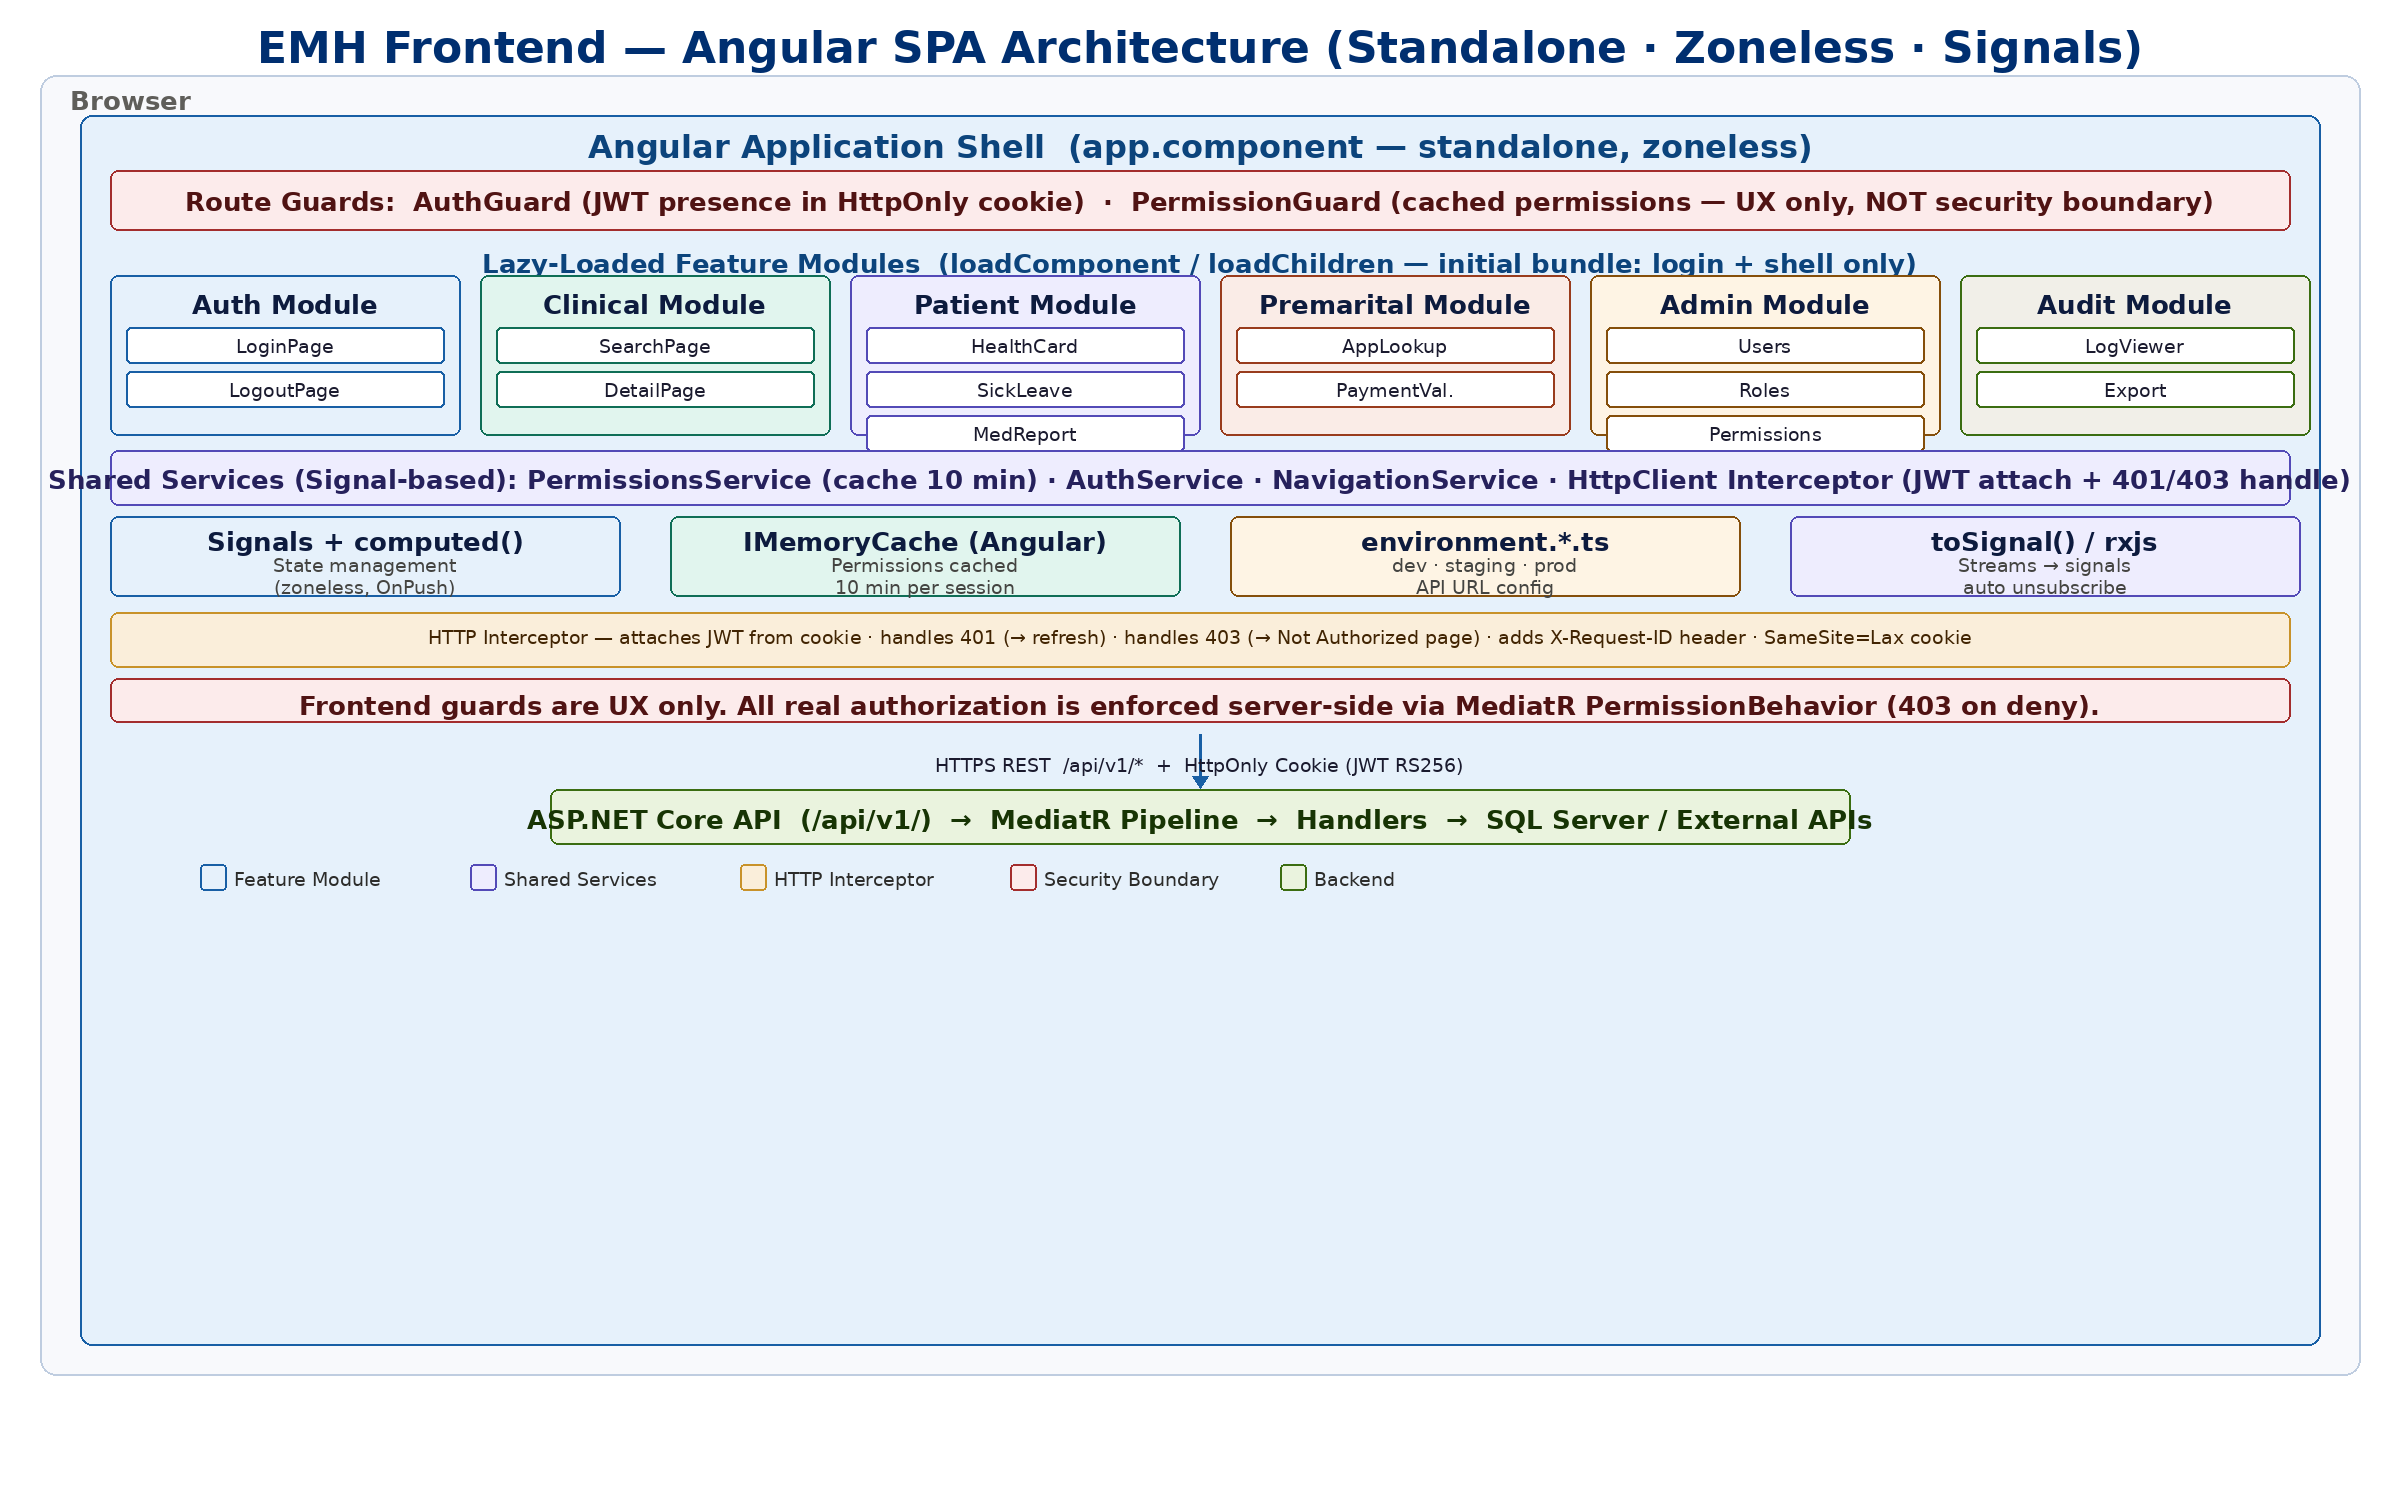 EMH Frontend — Angular SPA Architecture (Standalone · Zoneless · Signals)
Browser
Angular Application Shell  (app.component — standalone, zoneless)
Route Guards:  AuthGuard (JWT presence in HttpOnly cookie)  ·  PermissionGuard (cached permissions — UX only, NOT security boundary)
Lazy-Loaded Feature Modules  (loadComponent / loadChildren — initial bundle: login + shell only)
Auth Module
LoginPage
LogoutPage
Clinical Module
SearchPage
DetailPage
Patient Module
HealthCard
SickLeave
MedReport
Premarital Module
AppLookup
PaymentVal.
Admin Module
Users
Roles
Permissions
Audit Module
LogViewer
Export
Shared Services (Signal-based): PermissionsService (cache 10 min) · AuthService · NavigationService · HttpClient Interceptor (JWT attach + 401/403 handle)
Signals + computed()
State management
(zoneless, OnPush)
IMemoryCache (Angular)
Permissions cached
10 min per session
environment.*.ts
dev · staging · prod
API URL config
toSignal() / rxjs
Streams → signals
auto unsubscribe
HTTP Interceptor — attaches JWT from cookie · handles 401 (→ refresh) · handles 403 (→ Not Authorized page) · adds X-Request-ID header · SameSite=Lax cookie
Frontend guards are UX only. All real authorization is enforced server-side via MediatR PermissionBehavior (403 on deny).
HTTPS REST  /api/v1/*  +  HttpOnly Cookie (JWT RS256)
ASP.NET Core API  (/api/v1/)  →  MediatR Pipeline  →  Handlers  →  SQL Server / External APIs
Feature Module
Shared Services
HTTP Interceptor
Security Boundary
Backend